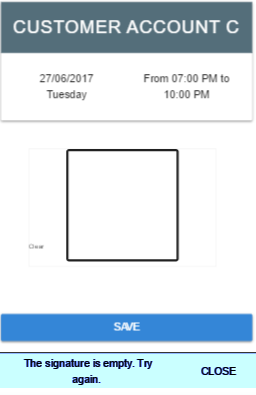 CUSTOMER ACCOUNT C
27/06/2017
Tuesday
From 07:00 PM to
10:00 PM
Clear
SAVE
The signature is empty. Try
again.
CLOSE